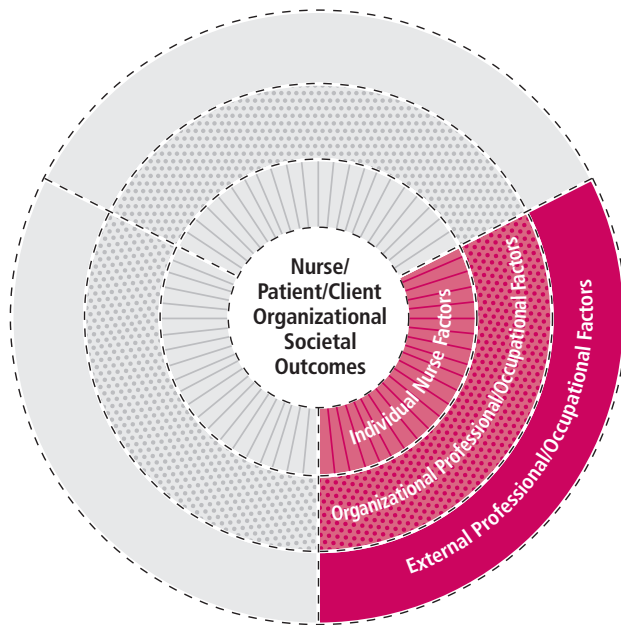 Nurse/
Patient/Client
Organizational
Societal
Outcomes
Individual Nurse Factors
Organizational Professional/Occupational Factors
External Professional/Occupational Factors